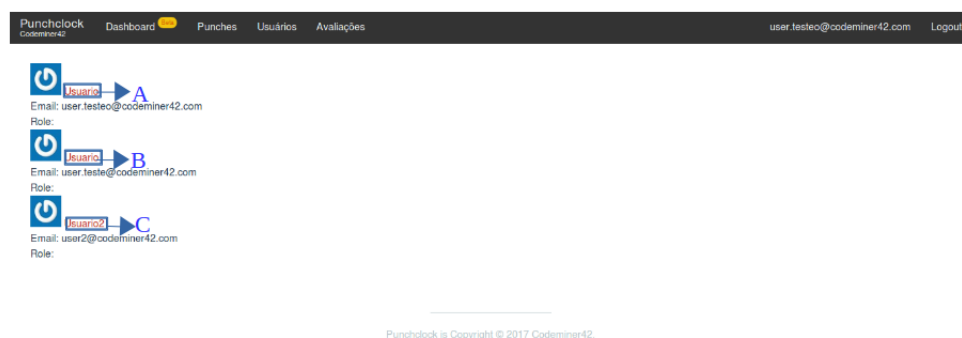 Punchclock Dashboard Beta Punches Usuários Avaliações user.testeo@codeminer42.com Logout
Codeminer42
Usuario A
Email: user.testeo@codeminer42.com
Role:
Usuario B
Email: user.teste@codeminer42.com
Role:
Usuario2 C
Email: user2@codeminer42.com
Role:
Punchclock is Copyright © 2017 Codeminer42.